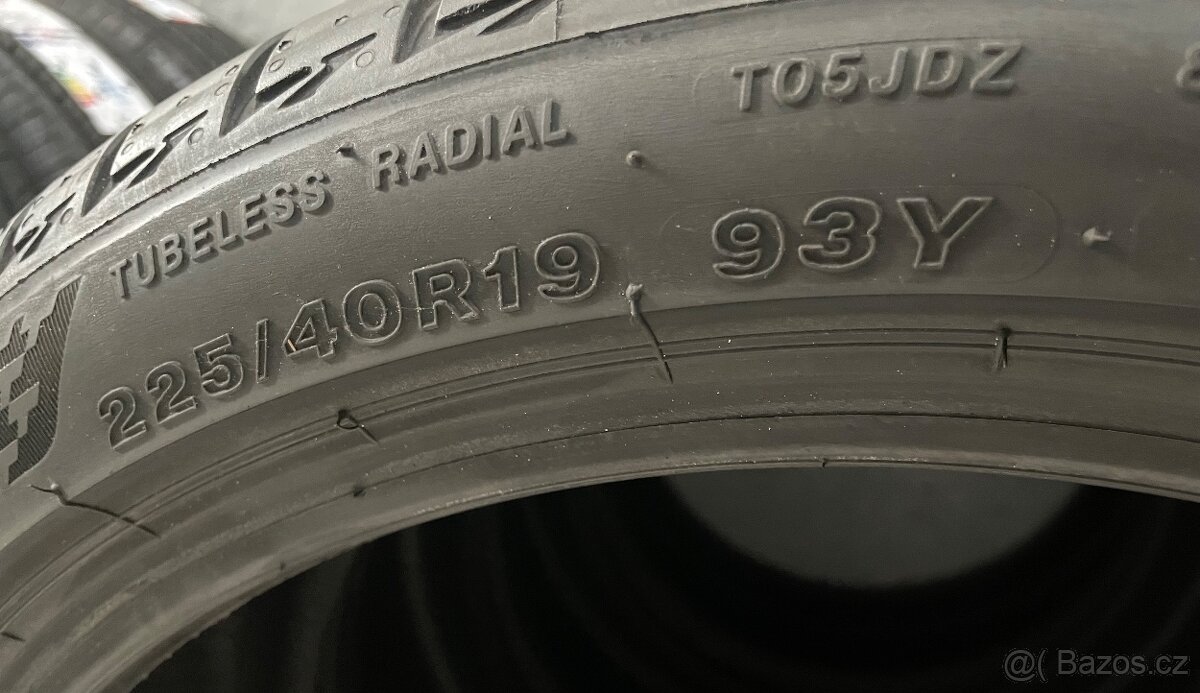 T05JDZ
TUBELESS RADIAL
225/40R19 93Y
@( Bazos.cz